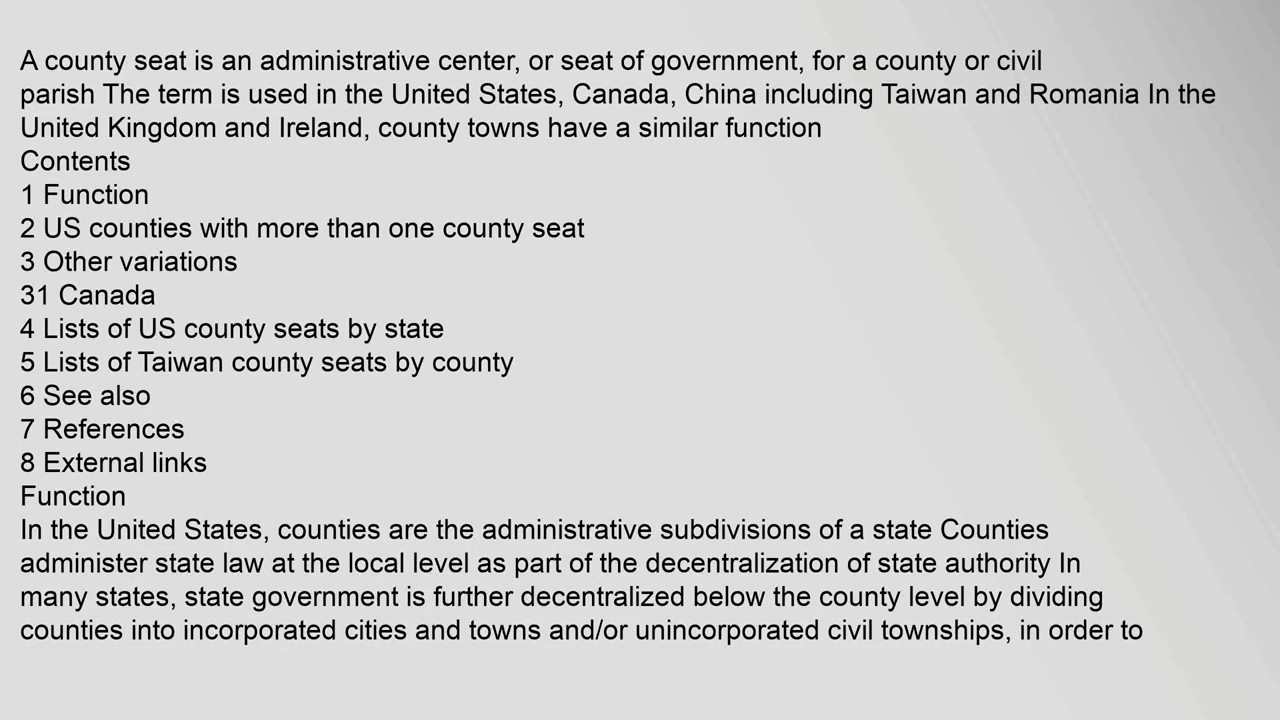 A county seat is an administrative center, or seat of government, for a county or civil
parish The term is used in the United States, Canada, China including Taiwan and Romania In the
United Kingdom and Ireland, county towns have a similar function
Contents
1 Function
2 US counties with more than one county seat
3 Other variations
31 Canada
4 Lists of US county seats by state
5 Lists of Taiwan county seats by county
6 See also
7 References
8 External links
Function
In the United States, counties are the administrative subdivisions of a state Counties
administer state law at the local level as part of the decentralization of state authority In
many states, state government is further decentralized below the county level by dividing
counties into incorporated cities and towns and/or unincorporated civil townships, in order to